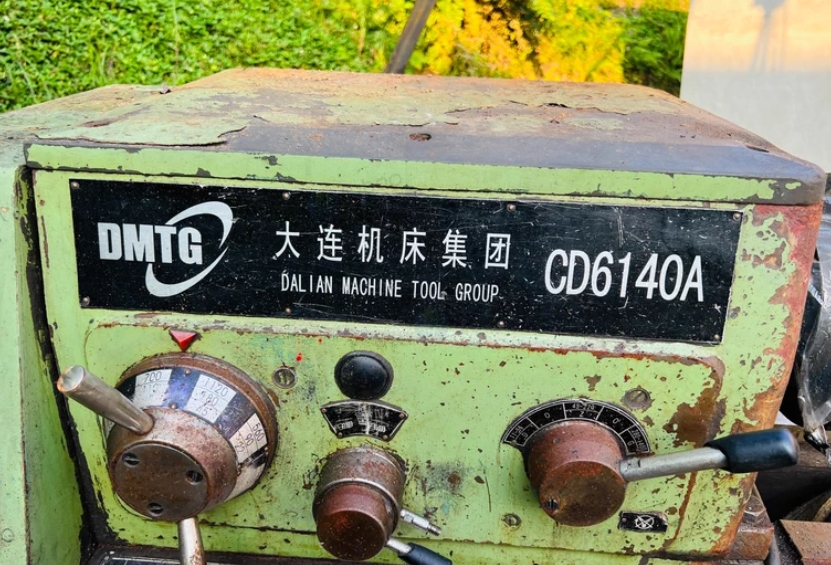 DMTG
大连机床集团
DALIAN MACHINE TOOL GROUP
CD6140A